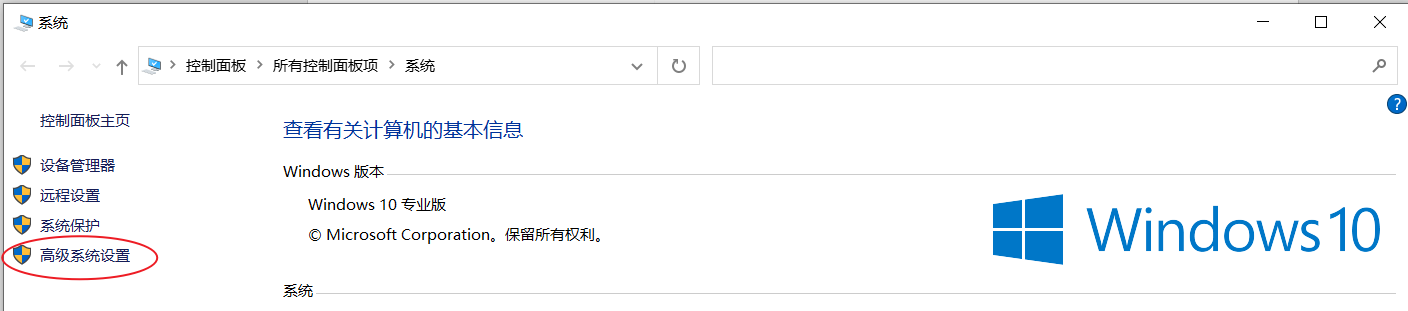 系统
控制面板 所有控制面板项 系统
?
控制面板主页
查看有关计算机的基本信息
设备管理器
Windows 版本
远程设置
Windows 10 专业版
系统保护
© Microsoft Corporation。保留所有权利。
Windows 10
高级系统设置
系统